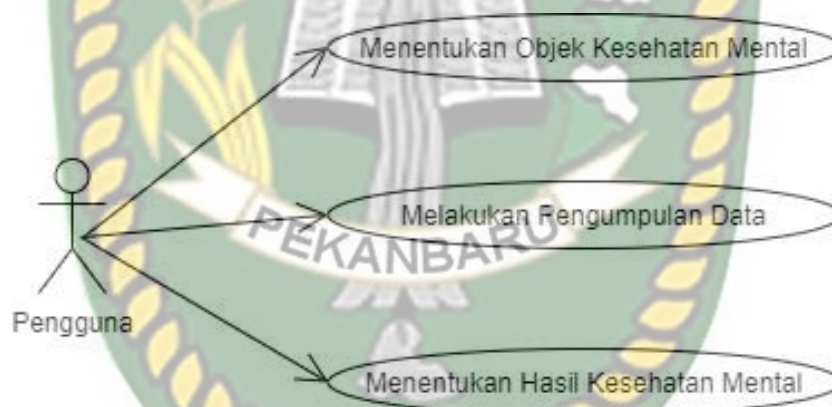 Menentukan Objek Kesehatan Mental
Melakukan Pengumpulan Data
PEKANBARU
Pengguna
Menentukan Hasil Kesehatan Mental